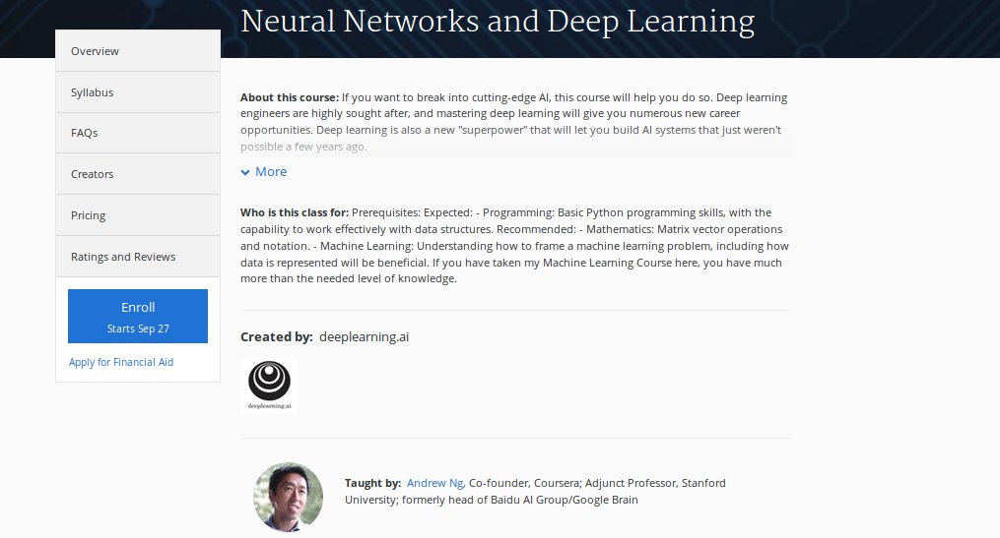 Neural Networks and Deep Learning
Overview
Syllabus
FAQs
Creators
Pricing
Ratings and Reviews
Enroll
Starts Sep 27
Apply for Financial Aid
About this course: If you want to break into cutting-edge AI, this course will help you do so. Deep learning
engineers are highly sought after, and mastering deep learning will give you numerous new career
opportunities. Deep learning is also a new "superpower" that will let you build AI systems that just weren't
possible a few years ago.
More
Who is this class for: Prerequisites: Expected: - Programming: Basic Python programming skills, with the
capability to work effectively with data structures. Recommended: - Mathematics: Matrix vector operations
and notation. - Machine Learning: Understanding how to frame a machine learning problem, including how
data is represented will be beneficial. If you have taken my Machine Learning Course here, you have much
more than the needed level of knowledge.
Created by: deeplearning.ai
deeplearning.ai
Taught by: Andrew Ng, Co-founder, Coursera; Adjunct Professor, Stanford
University; formerly head of Baidu AI Group/Google Brain